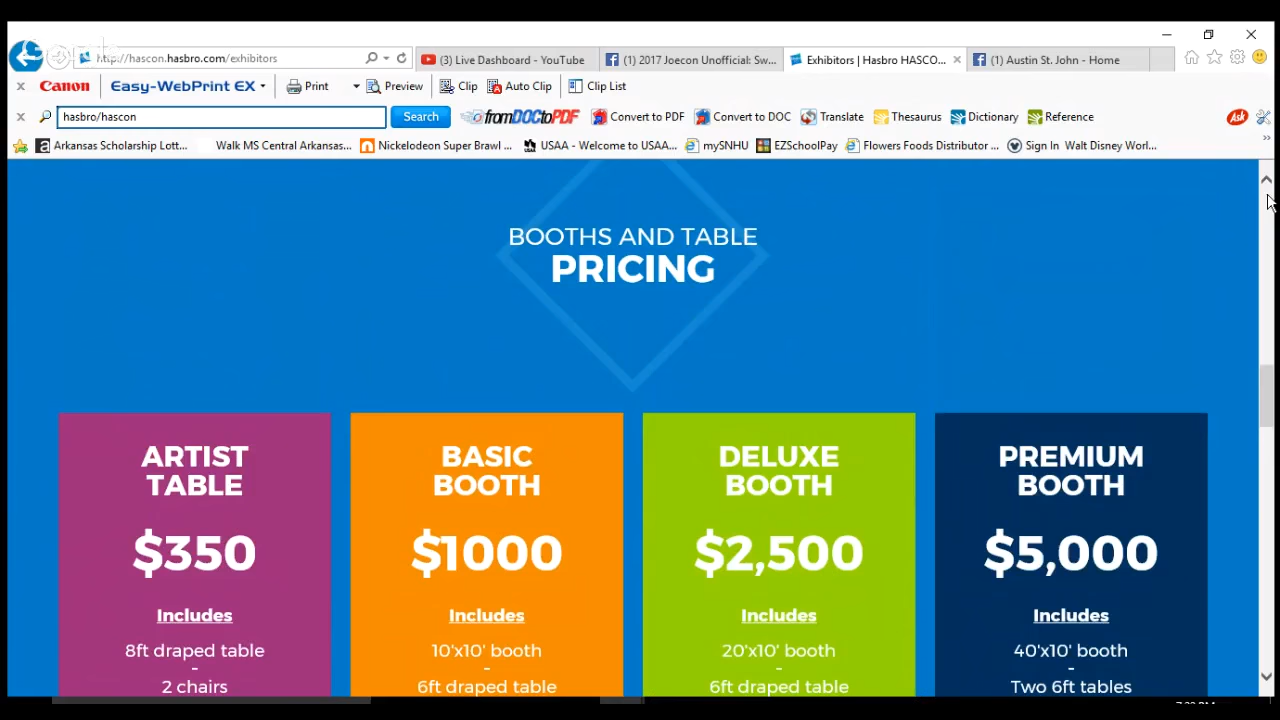 http://hascon.hasbro.com/exhibitors
(3) Live Dashboard - YouTube
(1) 2017 Joecon Unofficial: Sw...
Exhibitors | Hasbro HASCO...
(1) Austin St. John - Home
Canon Easy-WebPrint EX Print Preview Clip Auto Clip Clip List
hasbro/hascon Search fromDOCtoPDF Convert to PDF Convert to DOC Translate Thesaurus Dictionary Reference Ask
Arkansas Scholarship Lott... Walk MS Central Arkansas... Nickelodeon Super Brawl ... USAA - Welcome to USAA... mySNHU EZSchoolPay Flowers Foods Distributor ... Sign In Walt Disney Worl...
BOOTHS AND TABLE
PRICING
ARTIST
TABLE
$350
Includes
8ft draped table
-
2 chairs
BASIC
BOOTH
$1000
Includes
10'x10' booth
-
6ft draped table
DELUXE
BOOTH
$2,500
Includes
20'x10' booth
-
6ft draped table
PREMIUM
BOOTH
$5,000
Includes
40'x10' booth
-
Two 6ft tables